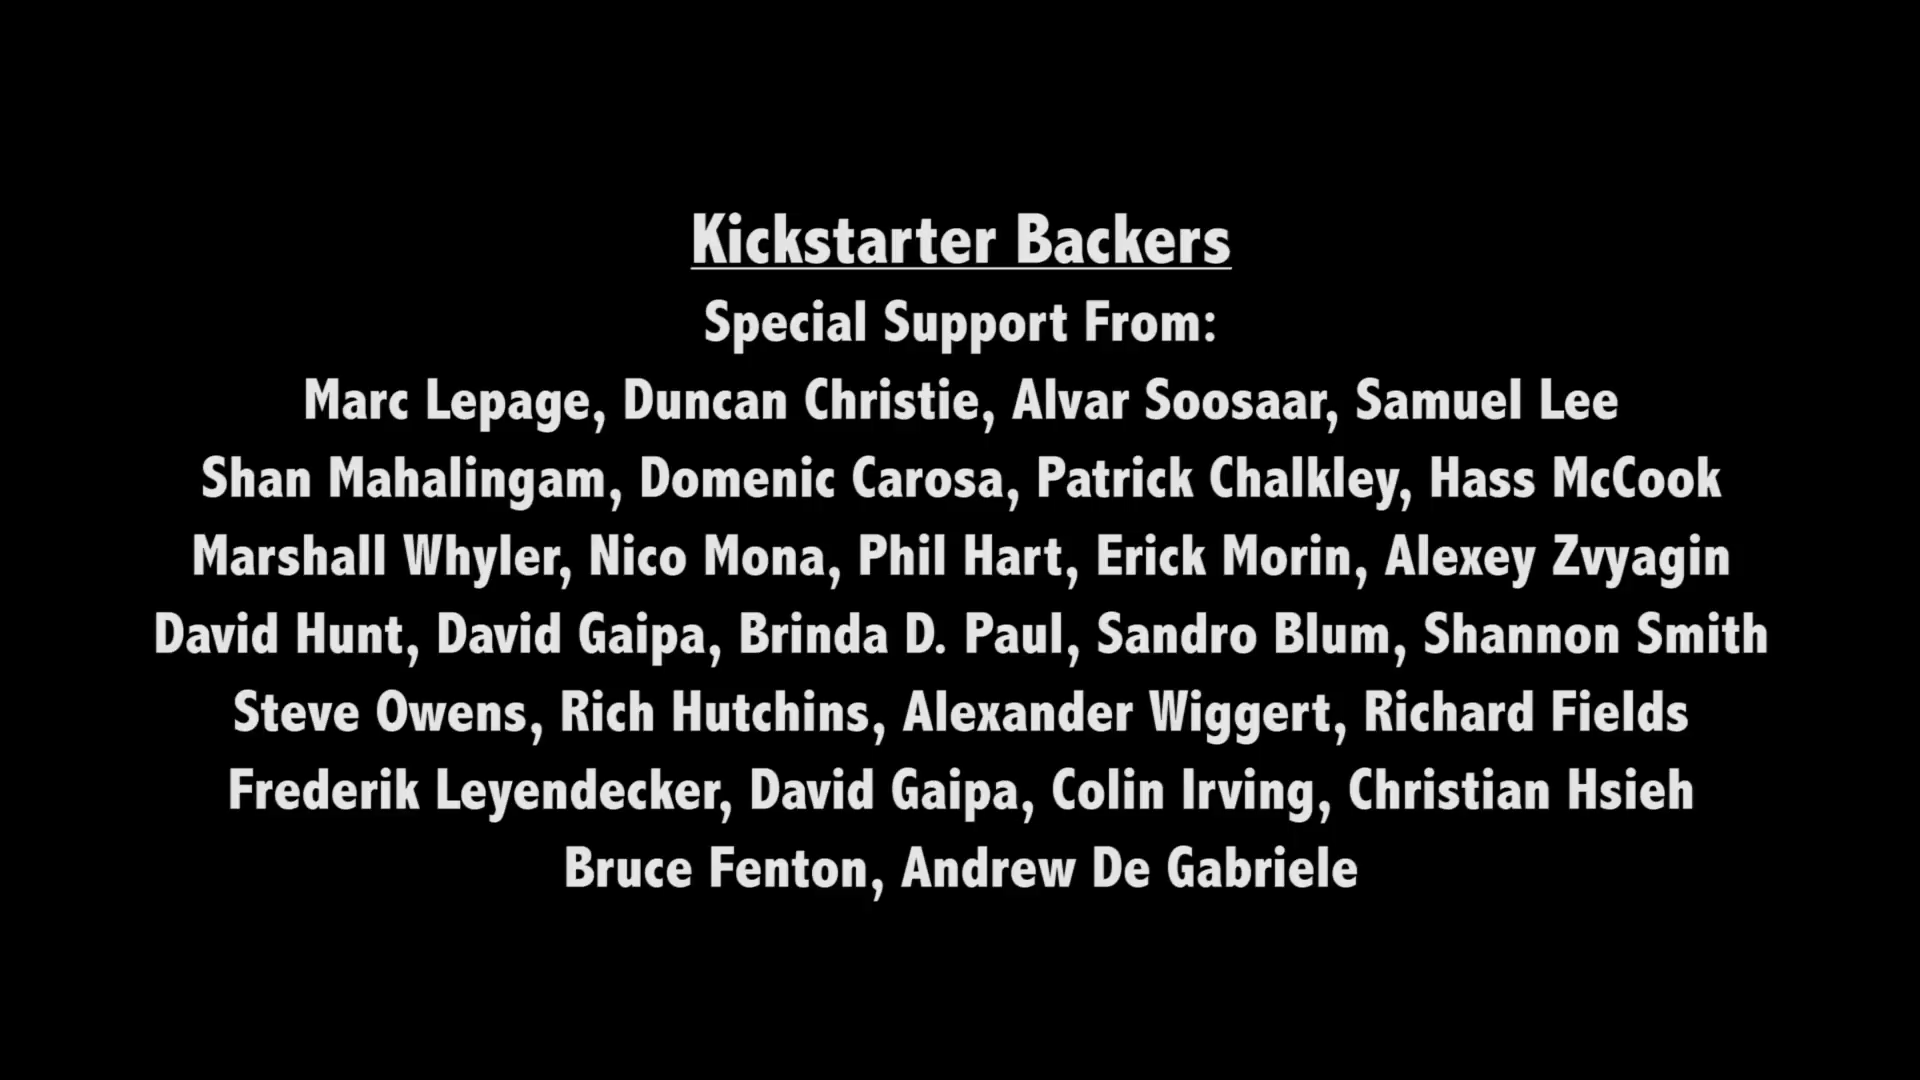 Kickstarter Backers
Special Support From:
Marc Lepage, Duncan Christie, Alvar Soosaar, Samuel Lee
Shan Mahalingam, Domenic Carosa, Patrick Chalkley, Hass McCook
Marshall Whyler, Nico Mona, Phil Hart, Erick Morin, Alexey Zvyagin
David Hunt, David Gaipa, Brinda D. Paul, Sandro Blum, Shannon Smith
Steve Owens, Rich Hutchins, Alexander Wiggert, Richard Fields
Frederik Leyendecker, David Gaipa, Colin Irving, Christian Hsieh
Bruce Fenton, Andrew De Gabriele